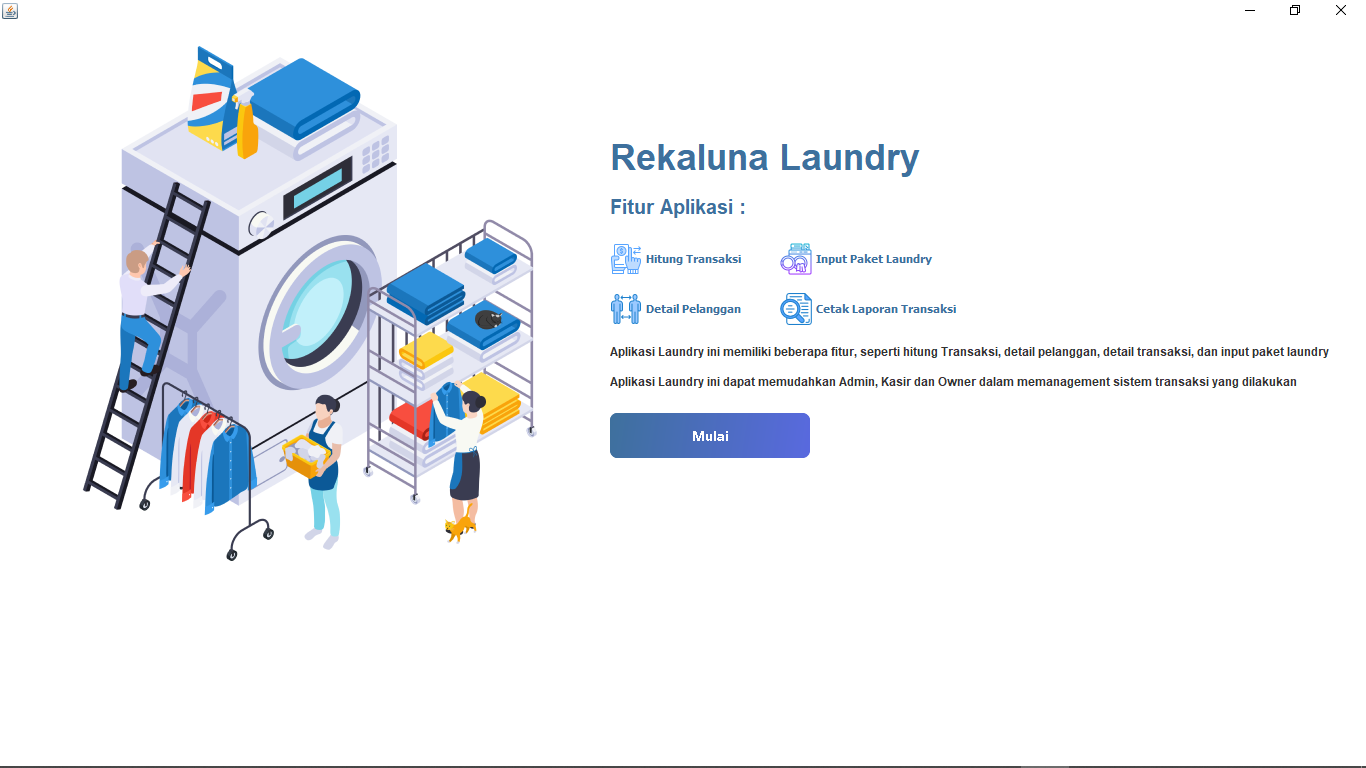 Rekaluna Laundry
Fitur Aplikasi :
Hitung Transaksi
Input Paket Laundry
Detail Pelanggan
Cetak Laporan Transaksi
Aplikasi Laundry ini memiliki beberapa fitur, seperti hitung Transaksi, detail pelanggan, detail transaksi, dan input paket laundry
Aplikasi Laundry ini dapat memudahkan Admin, Kasir dan Owner dalam memanagement sistem transaksi yang dilakukan
Mulai